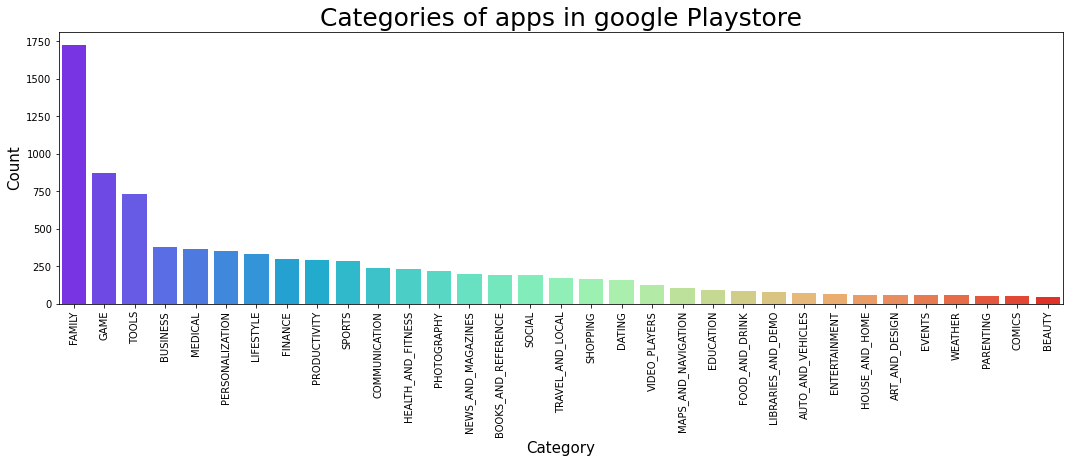 Categories of apps in google Playstore
Count
1750
1500
1250
1000
750
500
250
0
FAMILY
GAME
TOOLS
BUSINESS
MEDICAL
PERSONALIZATION
LIFESTYLE
FINANCE
PRODUCTIVITY
SPORTS
COMMUNICATION
HEALTH_AND_FITNESS
PHOTOGRAPHY
NEWS_AND_MAGAZINES
BOOKS_AND_REFERENCE
SOCIAL
TRAVEL_AND_LOCAL
SHOPPING
DATING
VIDEO_PLAYERS
MAPS_AND_NAVIGATION
EDUCATION
FOOD_AND_DRINK
LIBRARIES_AND_DEMO
AUTO_AND_VEHICLES
ENTERTAINMENT
HOUSE_AND_HOME
ART_AND_DESIGN
EVENTS
WEATHER
PARENTING
COMICS
BEAUTY
Category